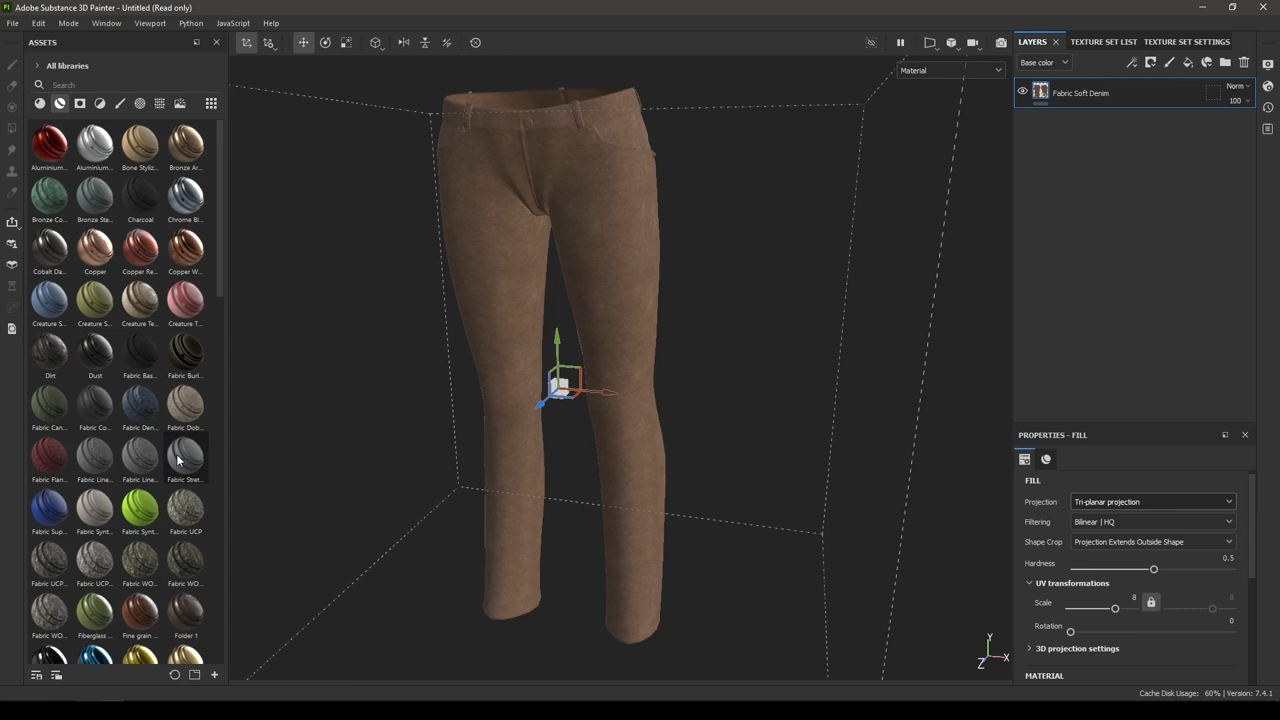 Adobe Substance 3D Painter - Untitled (Read only)
File Edit Mode Window Viewport Python JavaScript Help
ASSETS
All libraries
Search
Aluminium... Aluminium... Bone Styliz... Bronze Ar...
Bronze Co... Bronze Sta... Charcoal Chrome Bl...
Cobalt Da... Copper Copper Re... Copper W...
Creature S... Creature S... Creature Te... Creature T...
Dirt Dust Fabric Bas... Fabric Burl...
Fabric Can... Fabric Co... Fabric Den... Fabric Dob...
Fabric Flan... Fabric Line... Fabric Line... Fabric Stret...
Fabric Sup... Fabric Synt... Fabric Synt... Fabric UCP
Fabric UCP... Fabric UCP... Fabric WO... Fabric WO...
Fabric WO... Fiberglass ... Fine grain ... Folder 1
Material
Y
X
Z
LAYERS TEXTURE SET LIST TEXTURE SET SETTINGS
Base color
Fabric Soft Denim
Norm
100
PROPERTIES - FILL
FILL
Projection Tri-planar projection
Filtering Bilinear | HQ
Shape Crop Projection Extends Outside Shape
Hardness 0.5
UV transformations
Scale 8 8
Rotation 0
3D projection settings
MATERIAL
Cache Disk Usage: 60% | Version: 7.4.1